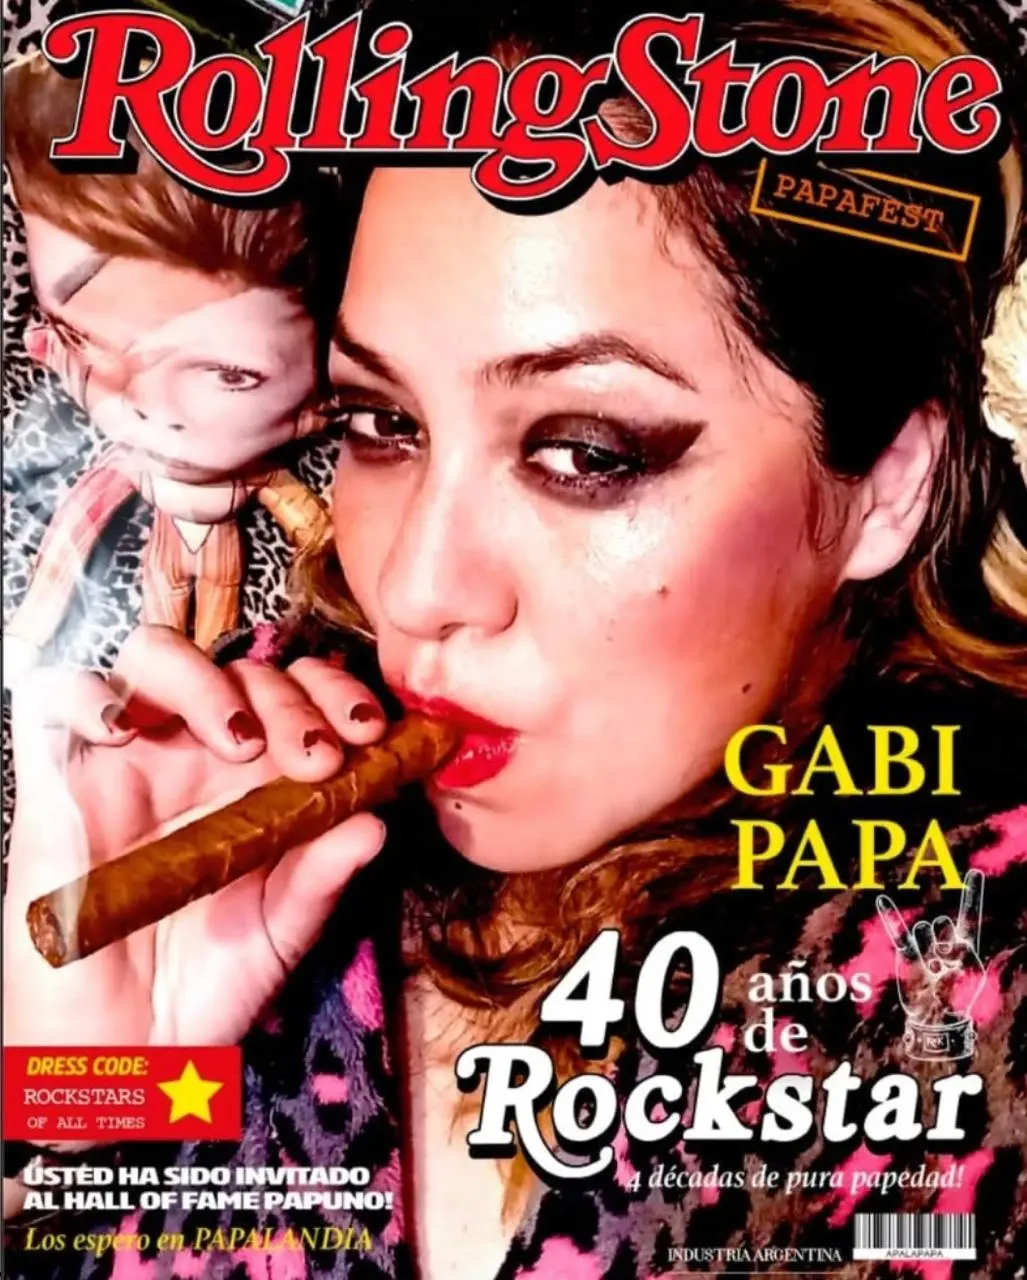 RollingStone
PAPAFEST
GABI
PAPA
40 años
de
Rockstar
4 décadas de pura papedad!
DRESS CODE:
ROCKSTARS
OF ALL TIMES
USTED HA SIDO INVITADO
AL HALL OF FAME PAPUNO!
Los espero en PAPALANDIA
INDUSTRIA ARGENTINA
APALAPAPA